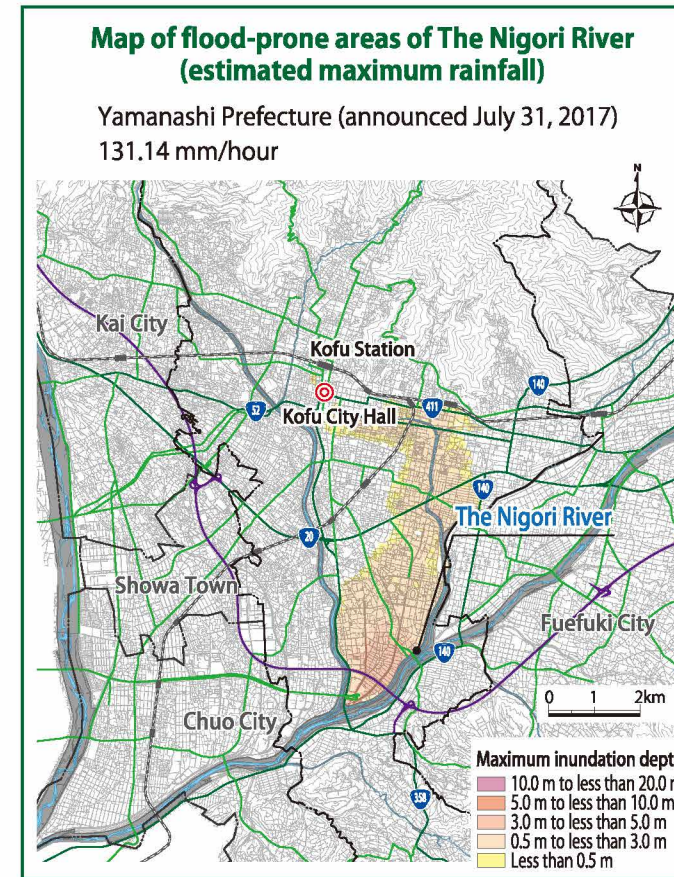 Map of flood-prone areas of The Nigori River
(estimated maximum rainfall)
Yamanashi Prefecture (announced July 31, 2017)
131.14 mm/hour
N
Kai City
Kofu Station
140
52
411
Kofu City Hall
140
The Nigori River
20
Showa Town
Fuefuki City
140
0 1 2km
Chuo City
Maximum inundation dept
358
10.0 m to less than 20.0 m
5.0 m to less than 10.0 m
3.0 m to less than 5.0 m
0.5 m to less than 3.0 m
Less than 0.5 m